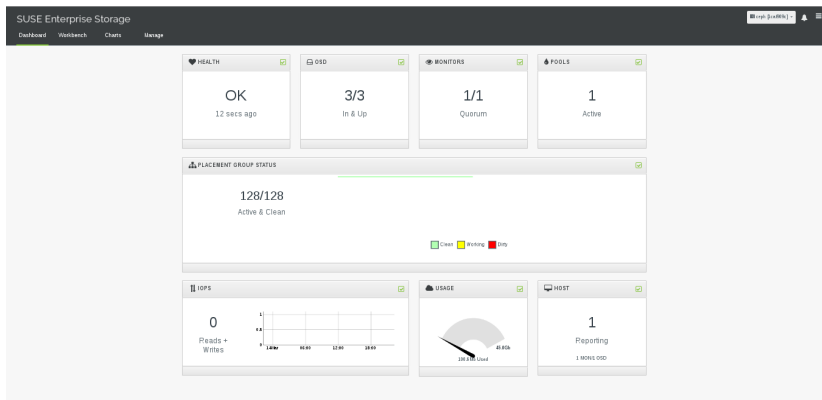 SUSE Enterprise Storage
Dashboard Workbench Charts Manage
HEALTH
OK
12 secs ago
OSD
3/3
In & Up
MONITORS
1/1
Quorum
POOLS
1
Active
PLACEMENT GROUP STATUS
128/128
Active & Clean
Clean Working Dirty
IOPS
0
Reads +
Writes
1
0.5
0
06:00 12:00 18:00
USAGE
Used
HOST
1
Reporting
1 MON/1 OSD